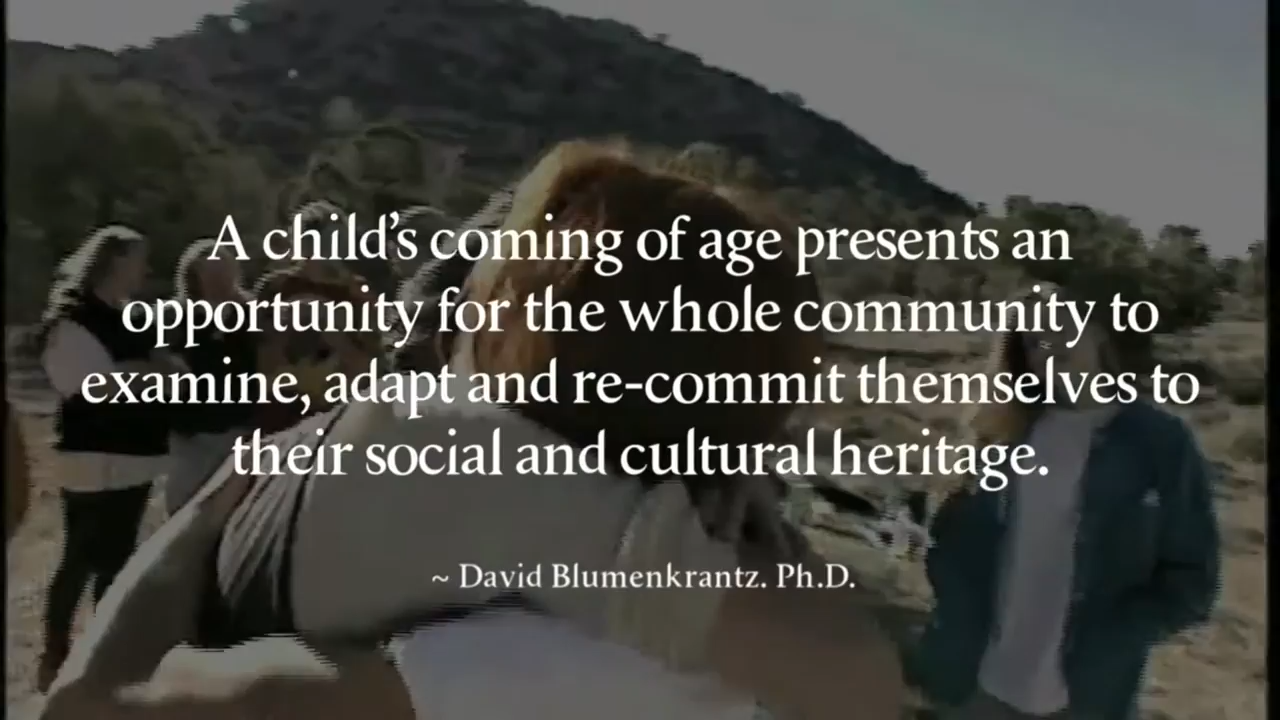 A child’s coming of age presents an
opportunity for the whole community to
examine, adapt and re-commit themselves to
their social and cultural heritage.
~ David Blumenkrantz. Ph.D.